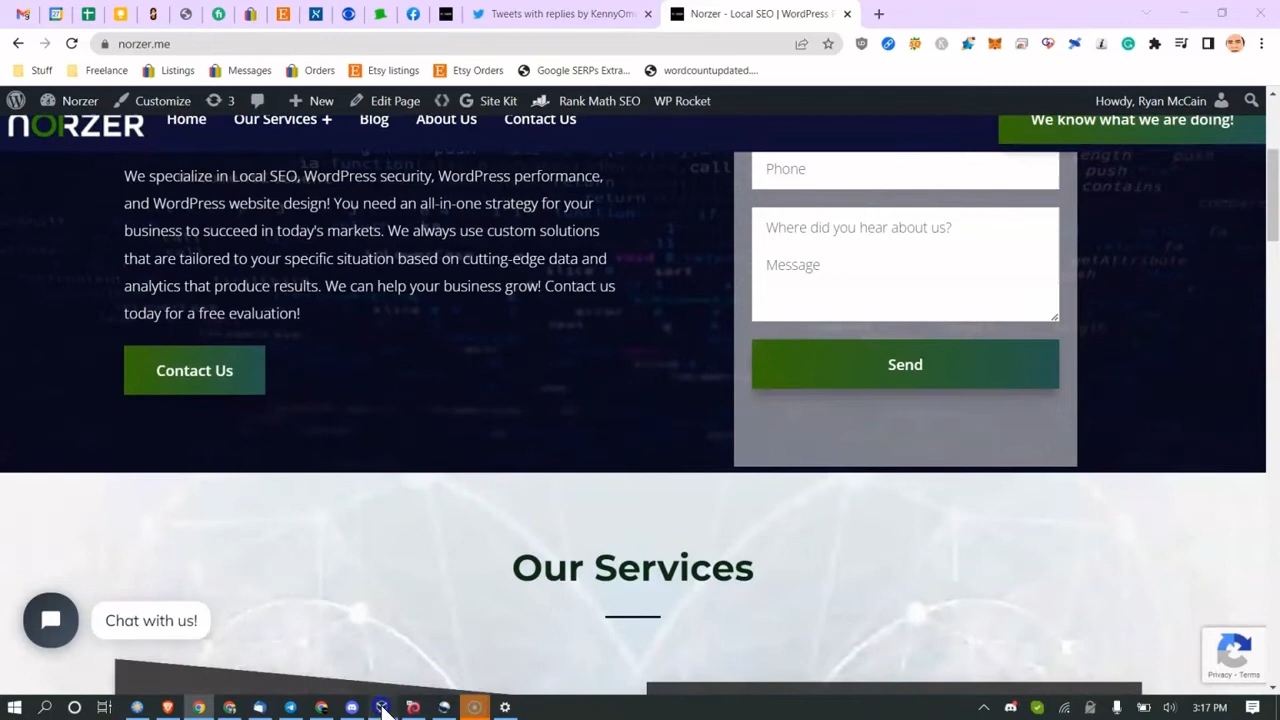 Tweets with replies by KennyOm
Norzer - Local SEO | WordPress
norzer.me
Stuff
Freelance
Listings
Messages
Orders
Etsy listings
Etsy Orders
Google SERPs Extra...
wordcountupdated....
Norzer
Customize
3
New
Edit Page
Site Kit
Rank Math SEO
WP Rocket
Howdy, Ryan McCain
NORZER
Home
Our Services +
Blog
About Us
Contact Us
We know what we are doing!
We specialize in Local SEO, WordPress security, WordPress performance,
and WordPress website design! You need an all-in-one strategy for your
business to succeed in today's markets. We always use custom solutions
that are tailored to your specific situation based on cutting-edge data and
analytics that produce results. We can help your business grow! Contact us
today for a free evaluation!
Contact Us
Phone
Where did you hear about us?
Message
Send
Our Services
Chat with us!
Privacy - Terms
3:17 PM